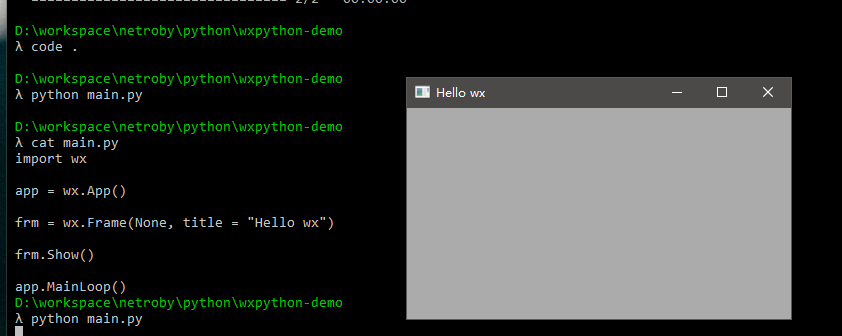 D:\workspace\netroby\python\wxpython-demo
λ code .
D:\workspace\netroby\python\wxpython-demo
λ python main.py
D:\workspace\netroby\python\wxpython-demo
λ cat main.py
import wx
app = wx.App()
frm = wx.Frame(None, title = "Hello wx")
frm.Show()
app.MainLoop()
D:\workspace\netroby\python\wxpython-demo
λ python main.py
Hello wx